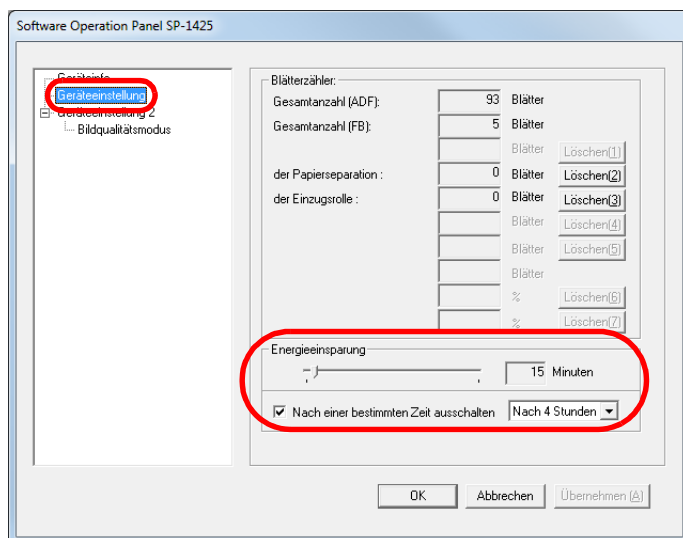 Software Operation Panel SP-1425
Geräteinfo
Geräteeinstellung
Geräteeinstellung 2
Bildqualitätsmodus
Blätterzähler:
Gesamtanzahl (ADF): 93 Blätter
Gesamtanzahl (FB): 5 Blätter
Blätter Löschen(1)
der Papierseparation : 0 Blätter Löschen(2)
der Einzugsrolle : 0 Blätter Löschen(3)
Blätter Löschen(4)
Blätter Löschen(5)
Blätter
% Löschen(6)
% Löschen(7)
Energieeinsparung
15 Minuten
Nach einer bestimmten Zeit ausschalten Nach 4 Stunden
OK Abbrechen Übernehmen (A)